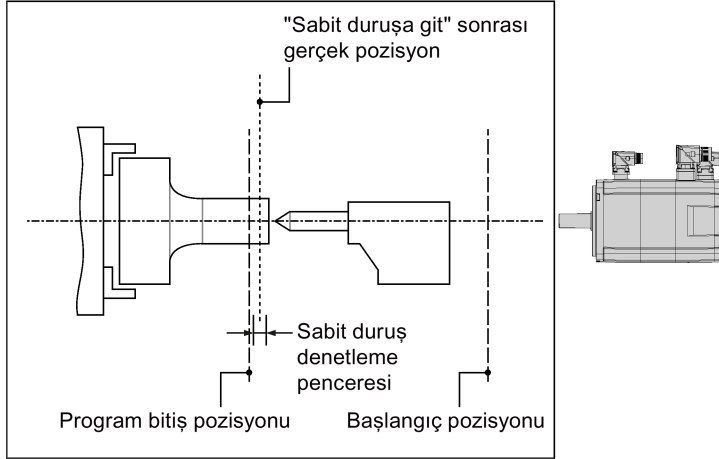 "Sabit duruşa git" sonrası
gerçek pozisyon
Sabit duruş
denetleme
penceresi
Program bitiş pozisyonu
Başlangıç pozisyonu